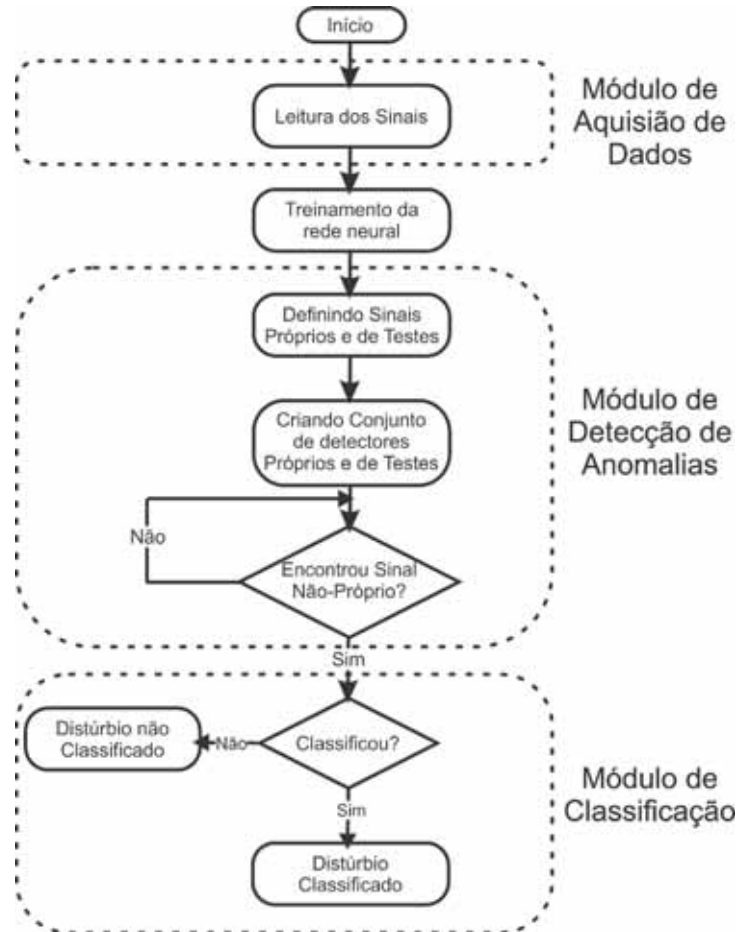 Início
Leitura dos Sinais
Módulo de
Aquisião de
Dados
Treinamento da
rede neural
Definindo Sinais
Próprios e de Testes
Criando Conjunto
de detectores
Próprios e de Testes
Módulo de
Detecção de
Anomalias
Não
Encontrou Sinal
Não-Próprio?
Sim
Distúrbio não
Classificado
Não
Classificou?
Módulo de
Classificação
Sim
Distúrbio
Classificado